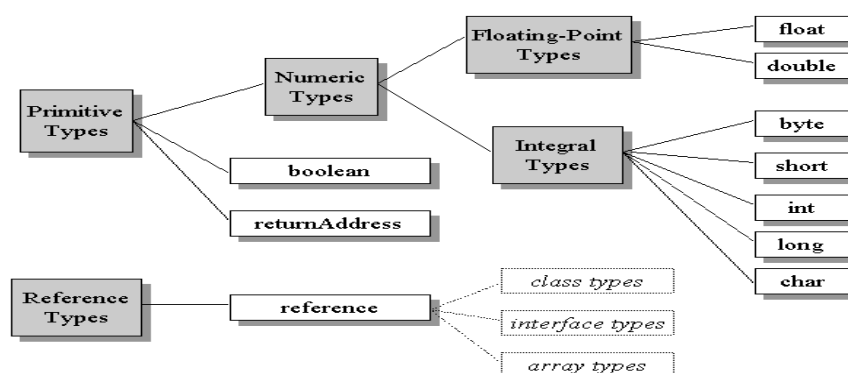 Primitive
Types
Numeric
Types
Floating-Point
Types
float
double
Integral
Types
byte
short
int
long
char
boolean
returnAddress
Reference
Types
reference
class types
interface types
array types